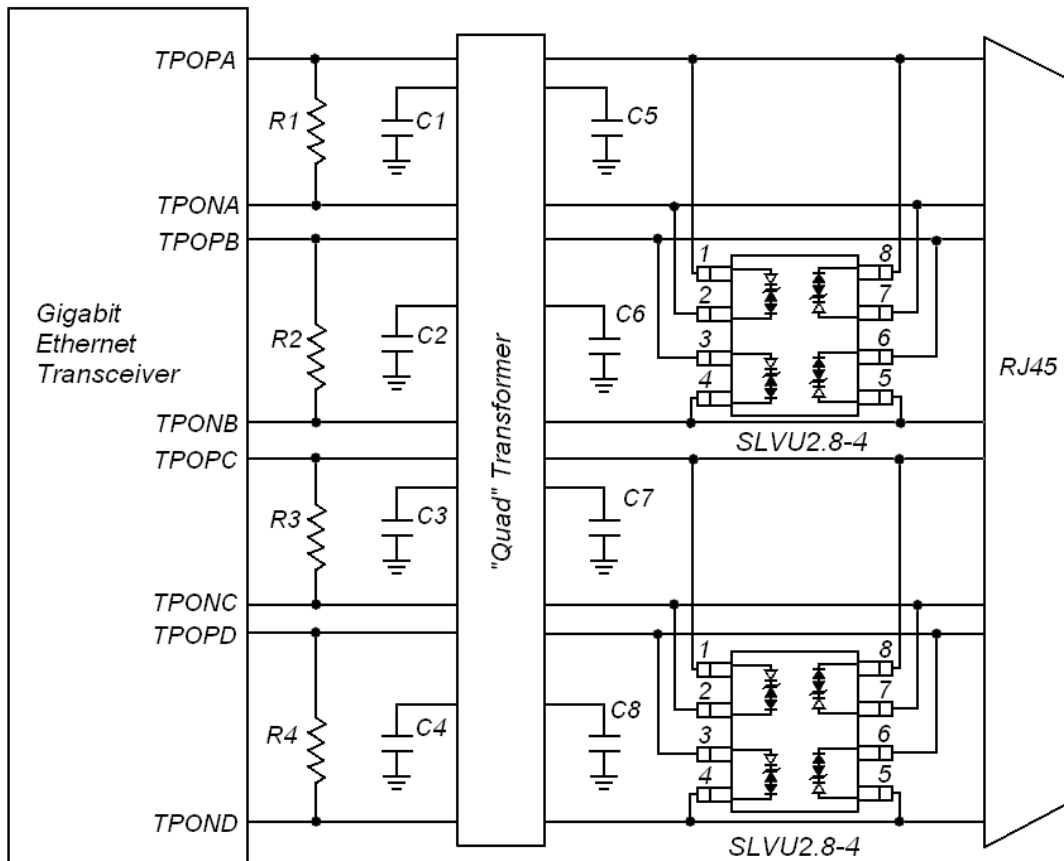 TPOPA
R1
C1
C5
TPONA
TPOPB
1
8
2
7
Gigabit
Ethernet
Transceiver
R2
C2
C6
3
6
4
5
RJ45
TPONB
SLVU2.8-4
TPOPC
"Quad" Transformer
R3
C3
C7
TPONC
TPOPD
1
8
2
7
R4
C4
C8
3
6
4
5
TPOND
SLVU2.8-4